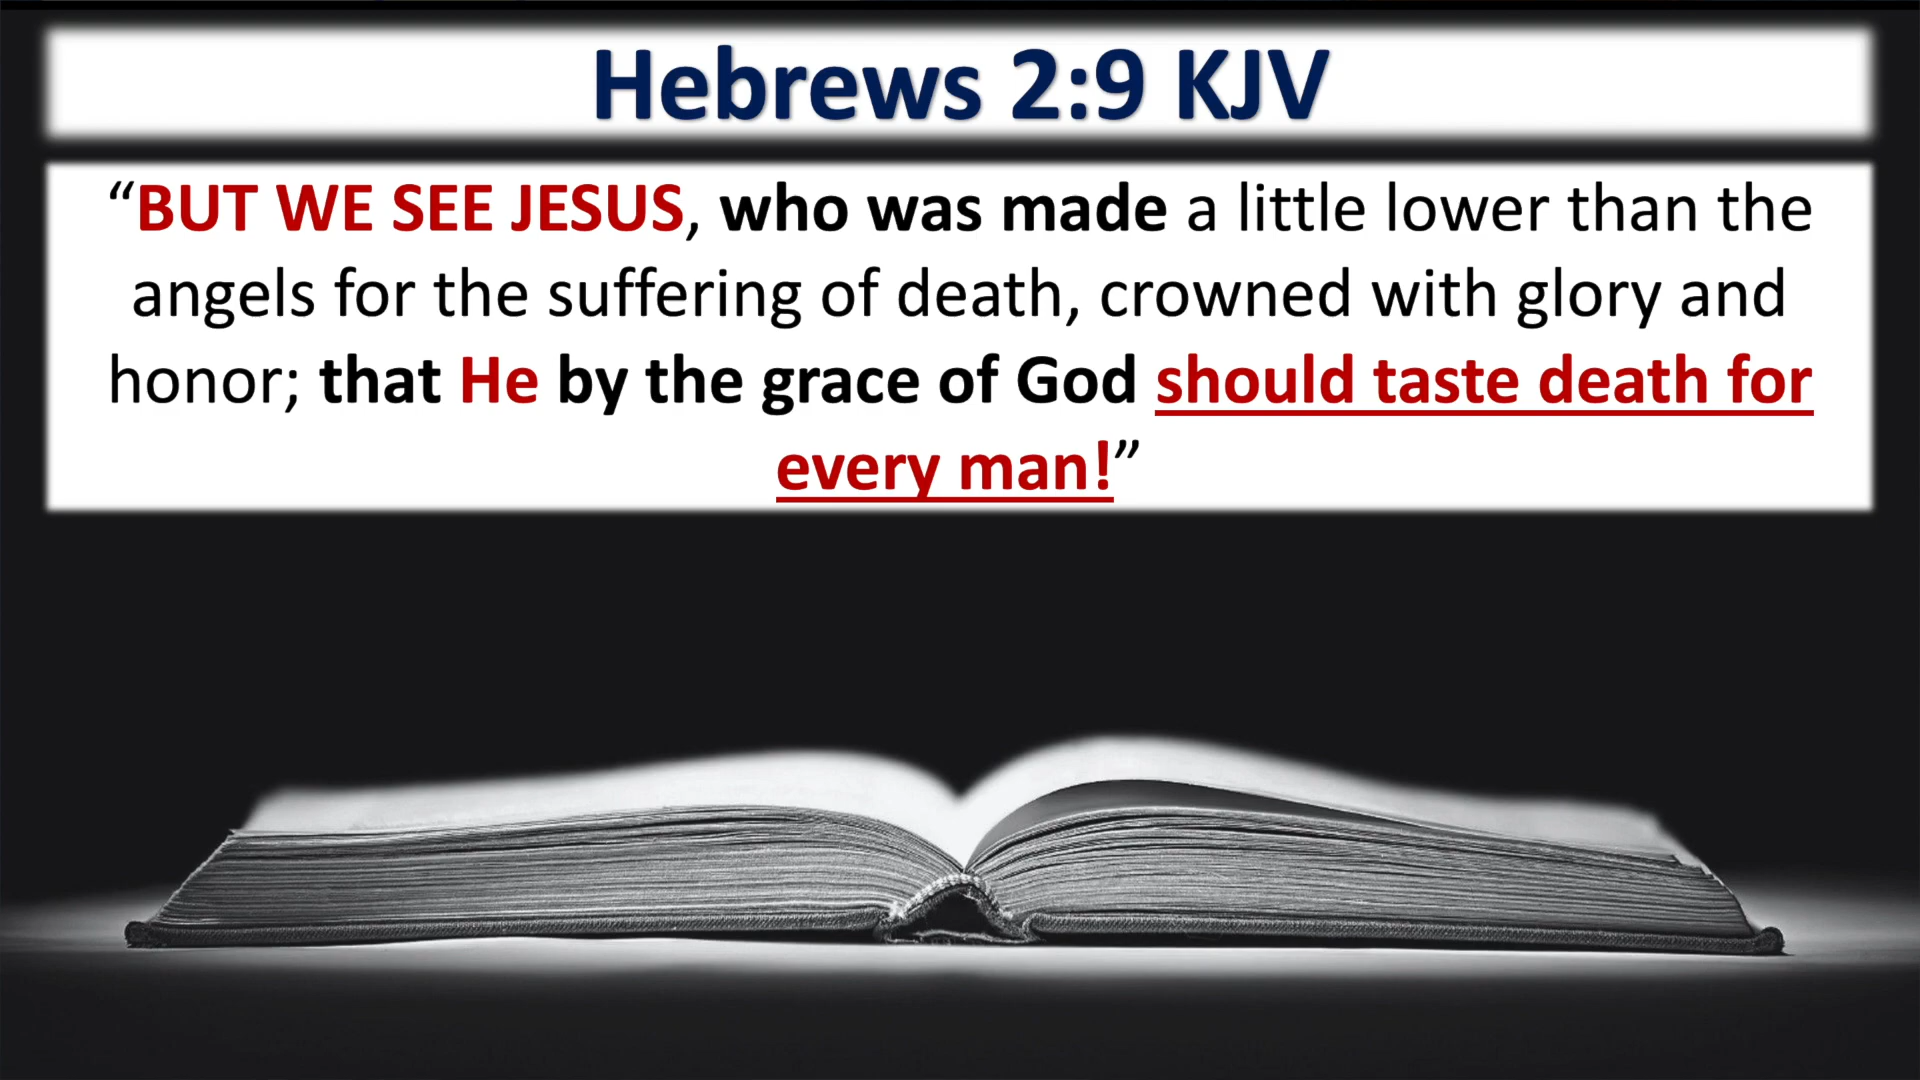 Hebrews 2:9 KJV
“BUT WE SEE JESUS, who was made a little lower than the
angels for the suffering of death, crowned with glory and
honor; that He by the grace of God should taste death for
every man!”